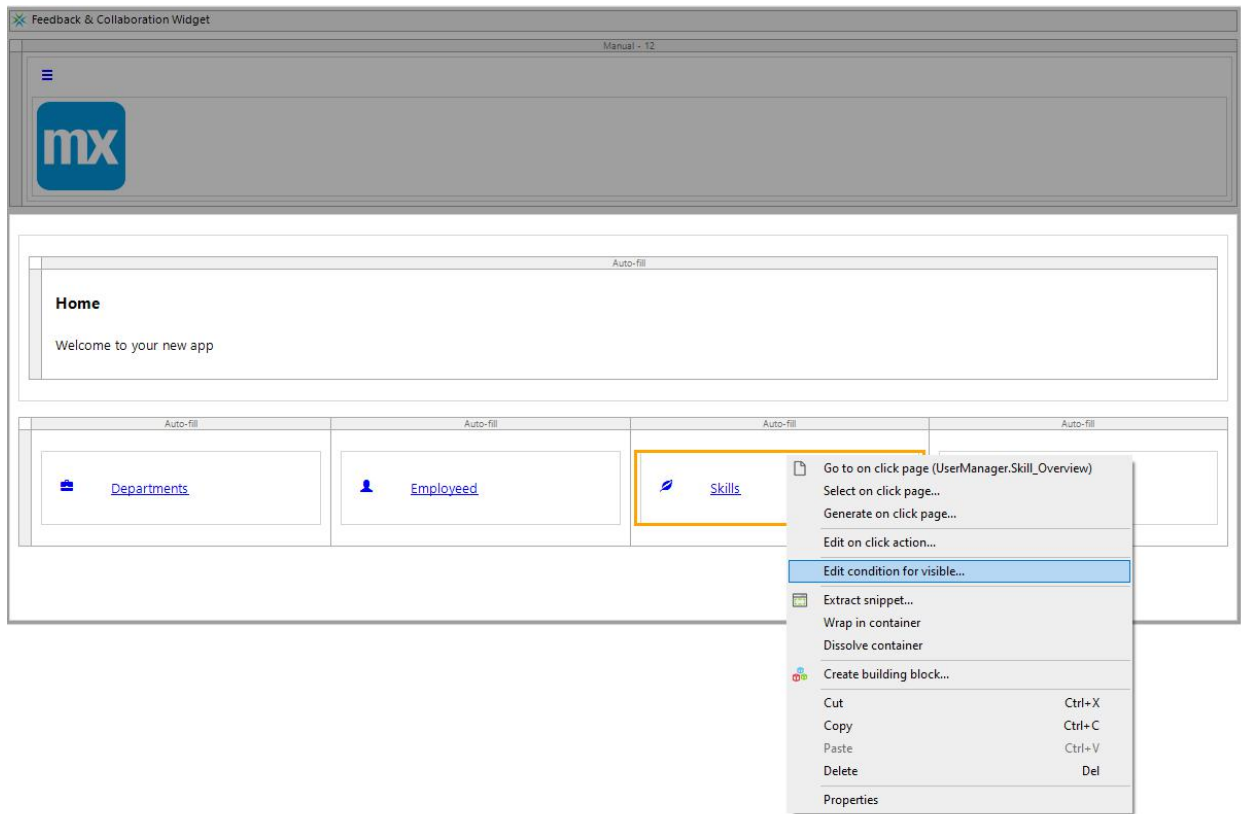 Feedback & Collaboration Widget
Manual - 12
mx
Auto-fill
Home
Welcome to your new app
Auto-fill Auto-fill Auto-fill Auto-fill
Departments Employeed Skills
Go to on click page (UserManager.Skill_Overview)
Select on click page...
Generate on click page...
Edit on click action...
Edit condition for visible...
Extract snippet...
Wrap in container
Dissolve container
Create building block...
Cut Ctrl+X
Copy Ctrl+C
Paste Ctrl+V
Delete Del
Properties